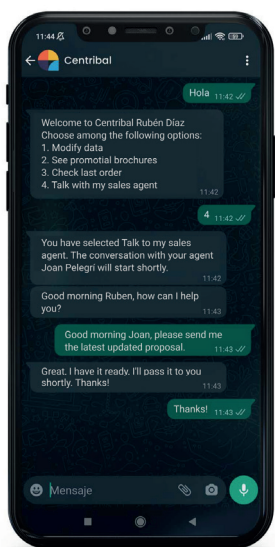 11:44
Centribal
Hola 11:42
Welcome to Centribal Rubén Díaz
Choose among the following options:
1. Modify data
2. See promotial brochures
3. Check last order
4. Talk with my sales agent
11:42
4 11:42
You have selected Talk to my sales
agent. The conversation with your agent
Joan Pelegrí will start shortly.
11:42
Good morning Ruben, how can I help
you?
11:43
Good morning Joan, please send me
the latest updated proposal. 11:43
Great. I have it ready. I'll pass it to you
shortly. Thanks!
11:43
Thanks! 11:43
Mensaje